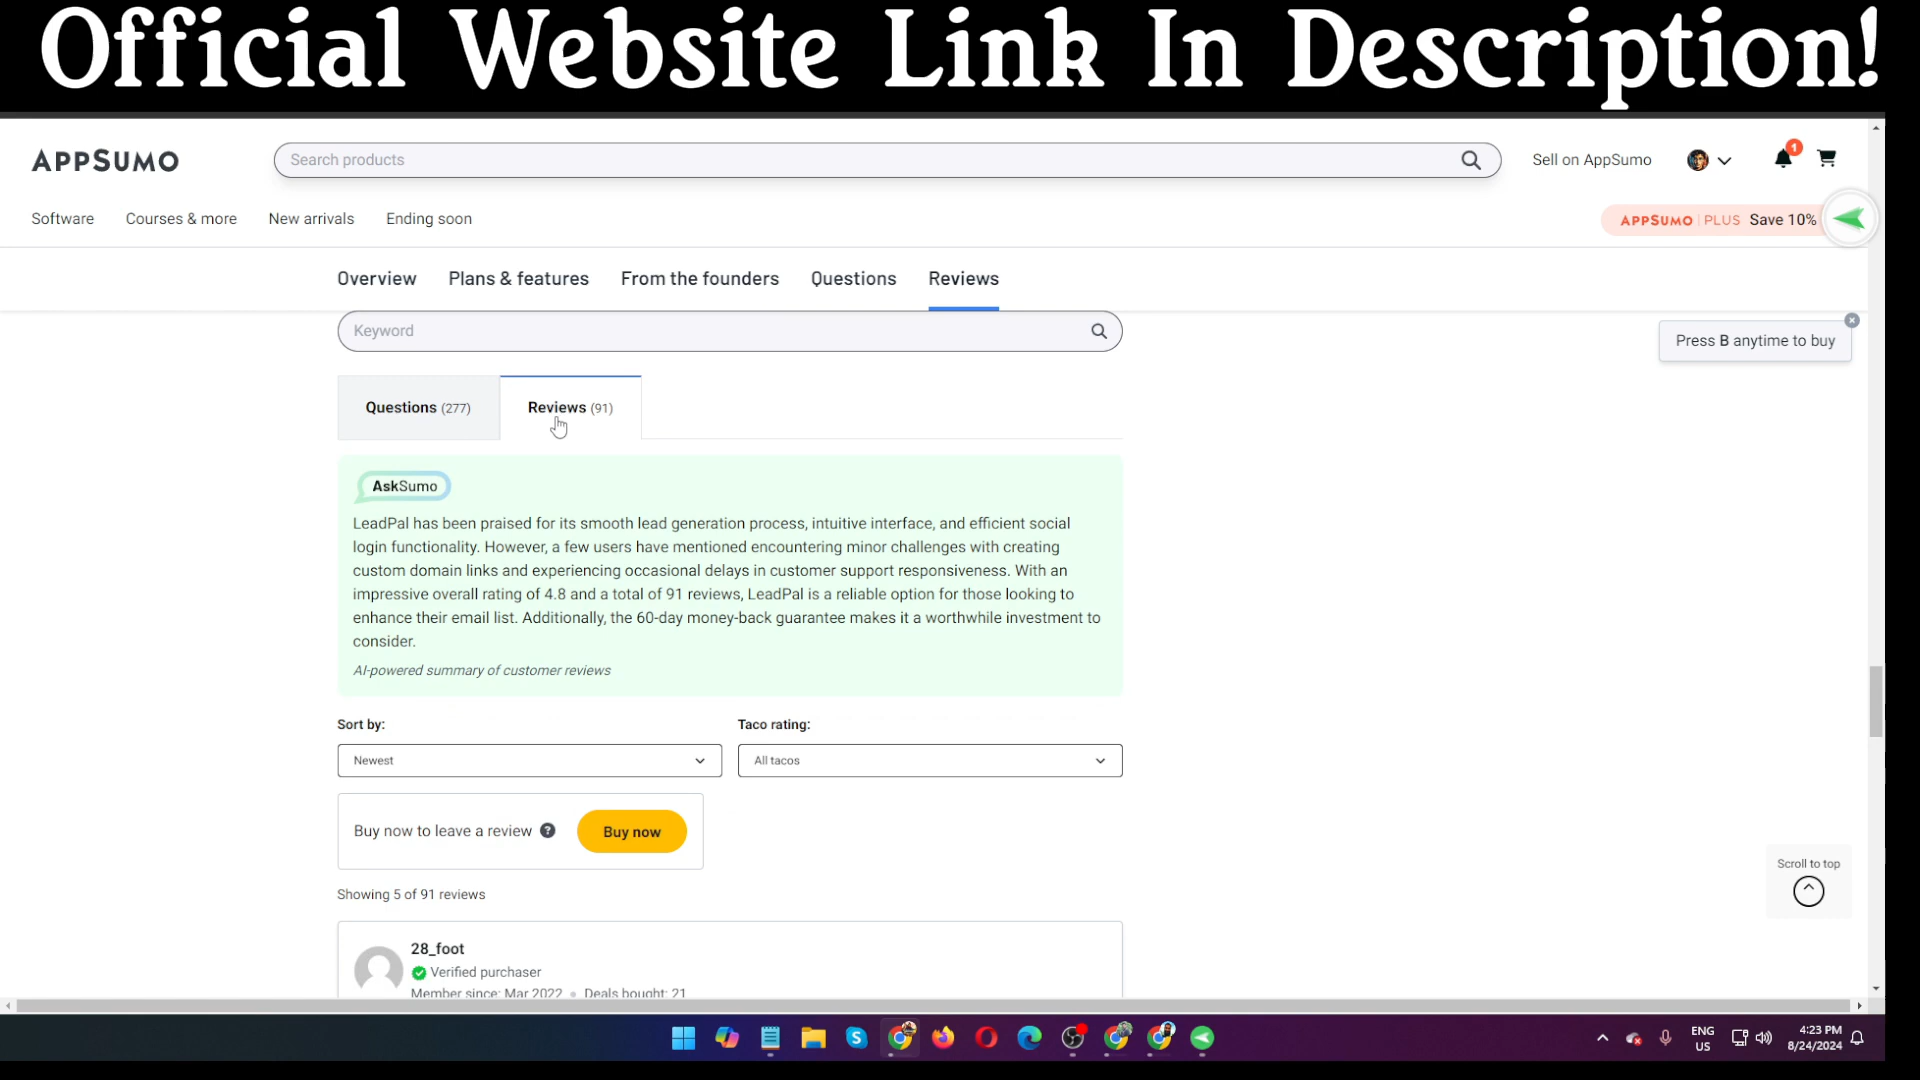 Official Website Link In Description!
APPSUMO
Search products
Sell on AppSumo
1
Software
Courses & more
New arrivals
Ending soon
APPSUMO | PLUS Save 10%
Overview
Plans & features
From the founders
Questions
Reviews
Keyword
Press B anytime to buy
Questions (277)
Reviews (91)
AskSumo
LeadPal has been praised for its smooth lead generation process, intuitive interface, and efficient social
login functionality. However, a few users have mentioned encountering minor challenges with creating
custom domain links and experiencing occasional delays in customer support responsiveness. With an
impressive overall rating of 4.8 and a total of 91 reviews, LeadPal is a reliable option for those looking to
enhance their email list. Additionally, the 60-day money-back guarantee makes it a worthwhile investment to
consider.
AI-powered summary of customer reviews
Sort by:
Taco rating:
Newest
All tacos
Buy now to leave a review ?
Buy now
Scroll to top
Showing 5 of 91 reviews
28_foot
Verified purchaser
Member since: Mar 2022 • Deals bought: 21
ENG
US
4:23 PM
8/24/2024